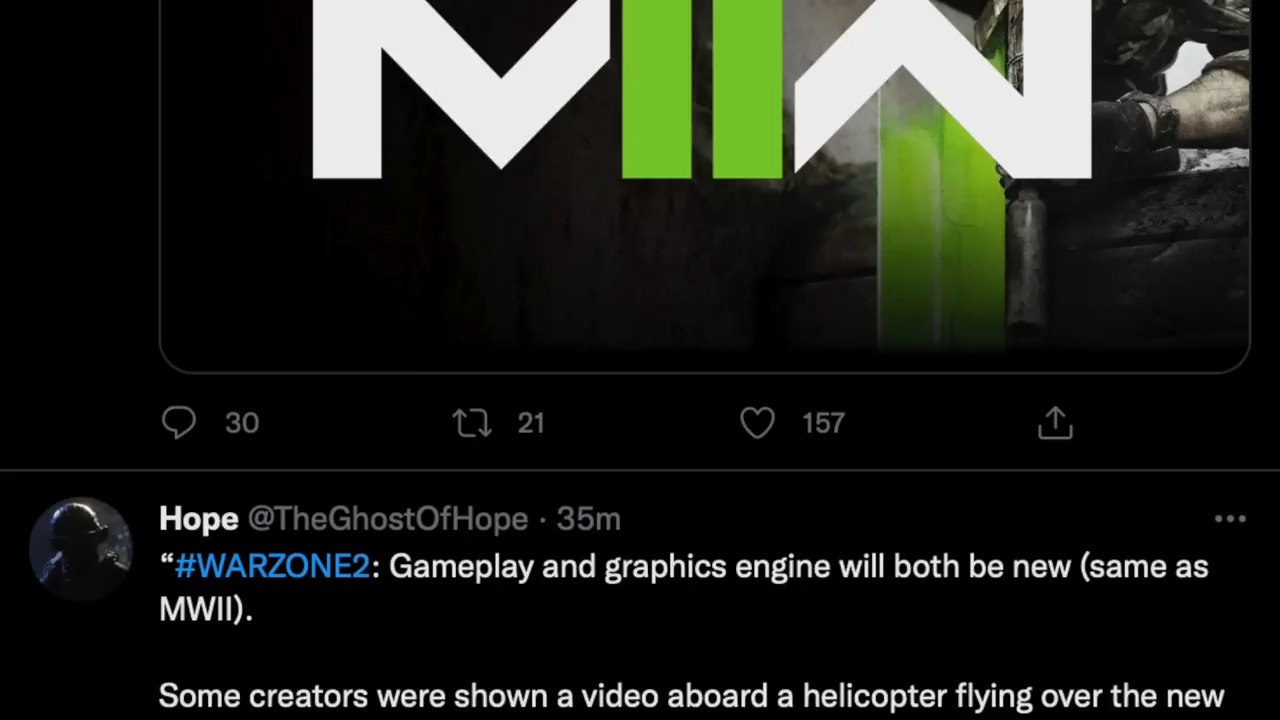 MIIW
30 21 157
Hope @TheGhostOfHope · 35m
“#WARZONE2: Gameplay and graphics engine will both be new (same as
MWII).
Some creators were shown a video aboard a helicopter flying over the new